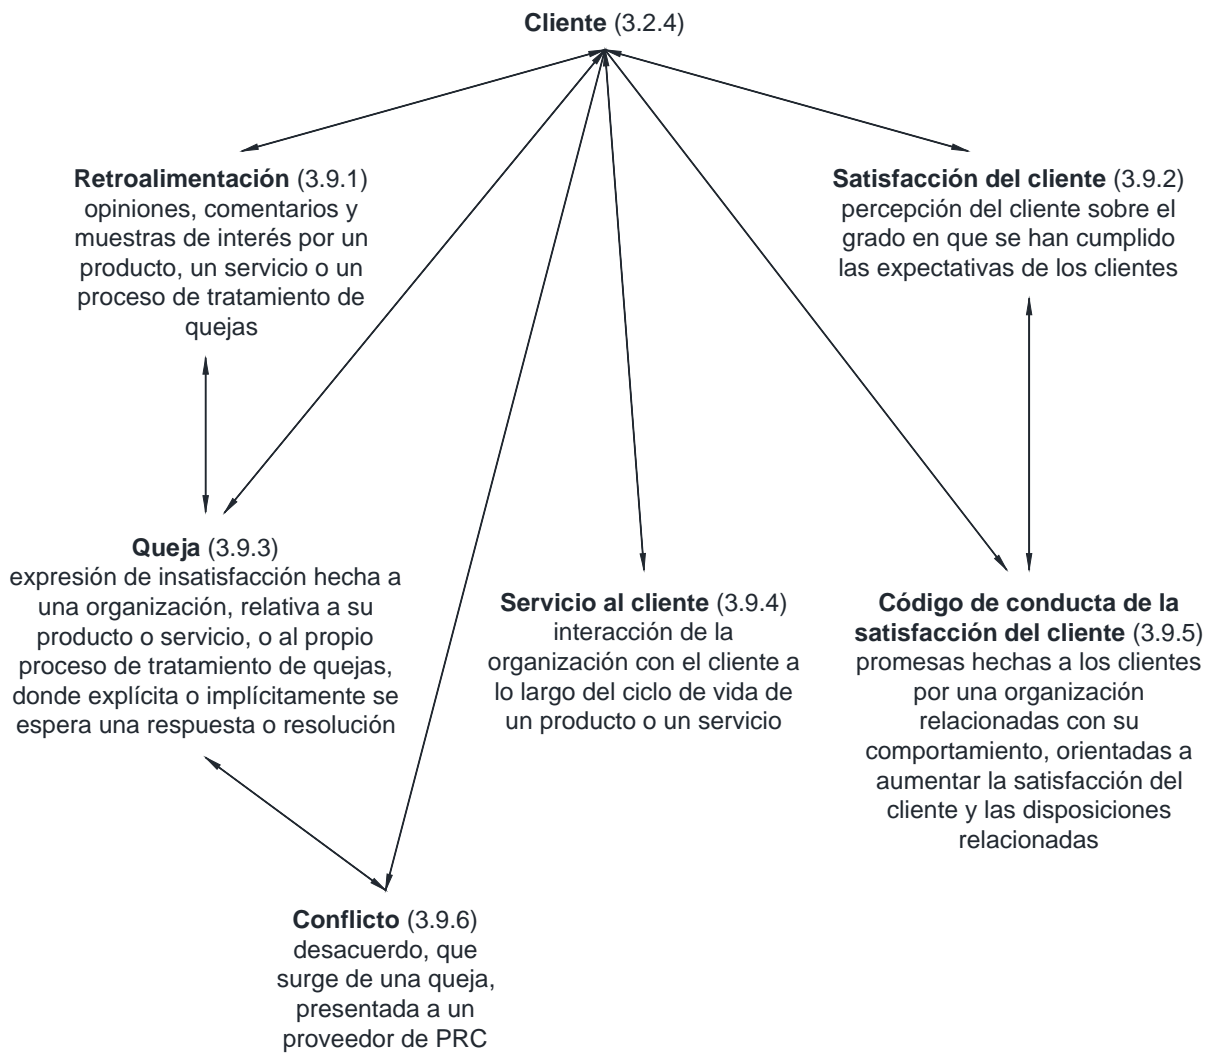 Cliente (3.2.4)
Retroalimentación (3.9.1)
opiniones, comentarios y
muestras de interés por un
producto, un servicio o un
proceso de tratamiento de
quejas
Satisfacción del cliente (3.9.2)
percepción del cliente sobre el
grado en que se han cumplido
las expectativas de los clientes
Queja (3.9.3)
expresión de insatisfacción hecha a
una organización, relativa a su
producto o servicio, o al propio
proceso de tratamiento de quejas,
donde explícita o implícitamente se
espera una respuesta o resolución
Servicio al cliente (3.9.4)
interacción de la
organización con el cliente a
lo largo del ciclo de vida de
un producto o un servicio
Código de conducta de la
satisfacción del cliente (3.9.5)
promesas hechas a los clientes
por una organización
relacionadas con su
comportamiento, orientadas a
aumentar la satisfacción del
cliente y las disposiciones
relacionadas
Conflicto (3.9.6)
desacuerdo, que
surge de una queja,
presentada a un
proveedor de PRC